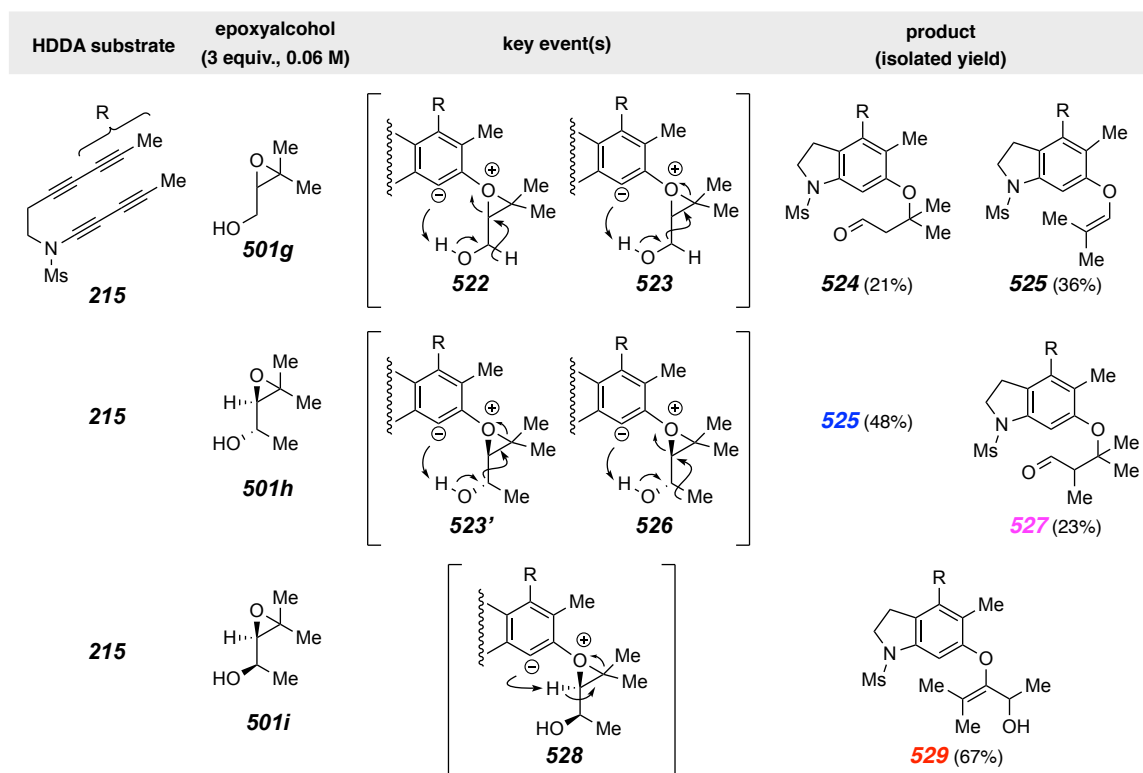 HDDA substrate
epoxyalcohol
(3 equiv., 0.06 M)
key event(s)
product
(isolated yield)
R
Me
Me
N
Ms
215
O
Me
Me
HO
501g
R
Me
O
⊕
Me
Me
⊖
H
O
H
522
R
Me
O
⊕
Me
Me
⊖
H
O
H
523
R
Me
O
N
Ms
O
Me
Me
524 (21%)
R
Me
O
N
Ms
Me
Me
525 (36%)
215
O
Me
H
Me
HO
Me
501h
R
Me
O
⊕
Me
Me
⊖
H
O
Me
523’
R
Me
O
⊕
Me
Me
⊖
H
O
Me
526
525 (48%)
R
Me
O
N
Ms
O
Me
Me
Me
527 (23%)
215
O
Me
H
Me
HO
Me
501i
R
Me
O
⊕
Me
Me
⊖
H
HO
Me
528
R
Me
O
N
Ms
Me
Me
Me
OH
529 (67%)